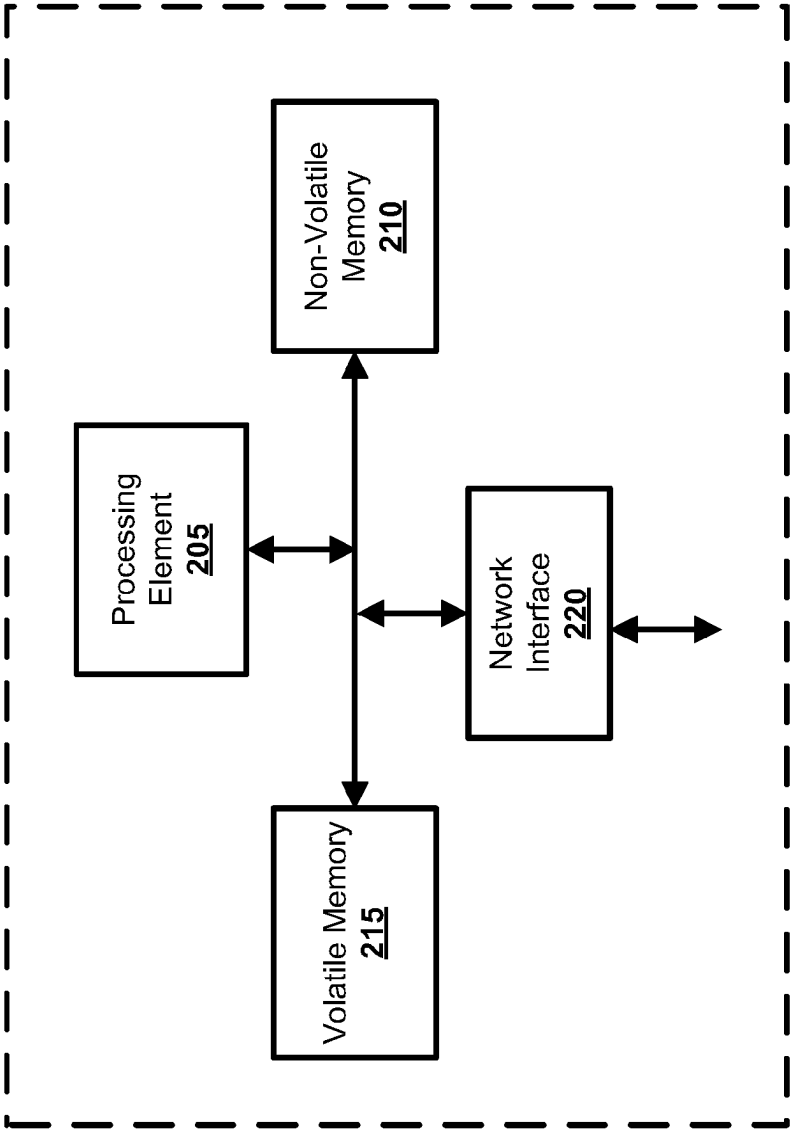 Processing
Element
205
Non-Volatile
Memory
210
Volatile Memory
215
Network
Interface
220